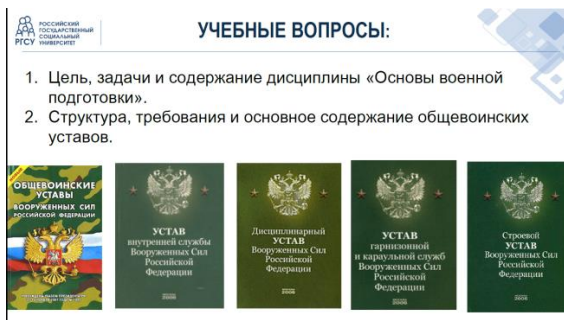 РОССИЙСКИЙ
ГОСУДАРСТВЕННЫЙ
СОЦИАЛЬНЫЙ
УНИВЕРСИТЕТ
РГСУ
УЧЕБНЫЕ ВОПРОСЫ:
1. Цель, задачи и содержание дисциплины «Основы военной
подготовки».
2. Структура, требования и основное содержание общевоинских
уставов.
ОБЩЕВОИНСКИЕ
УСТАВЫ
ВООРУЖЕННЫХ СИЛ
РОССИЙСКОЙ ФЕДЕРАЦИИ
УСТАВ
внутренней службы
Вооруженных Сил
Российской
Федерации
Дисциплинарный
УСТАВ
Вооруженных Сил
Российской
Федерации
УСТАВ
гарнизонной
и караульной служб
Вооруженных Сил
Российской
Федерации
Строевой
УСТАВ
Вооруженных Сил
Российской
Федерации